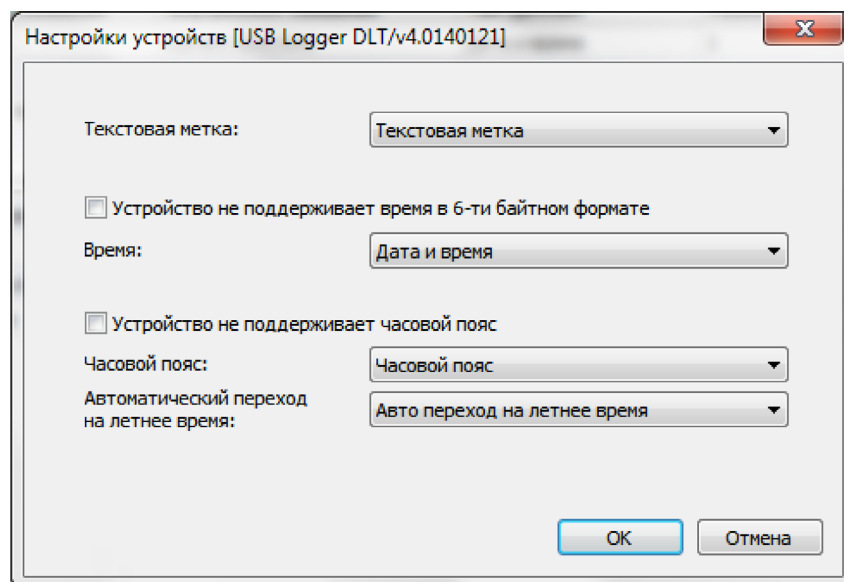 Настройки устройств [USB Logger DLT/v4.0140121]
Текстовая метка: Текстовая метка
Устройство не поддерживает время в 6-ти байтном формате
Время: Дата и время
Устройство не поддерживает часовой пояс
Часовой пояс: Часовой пояс
Автоматический переход
на летнее время: Авто переход на летнее время
OK Отмена